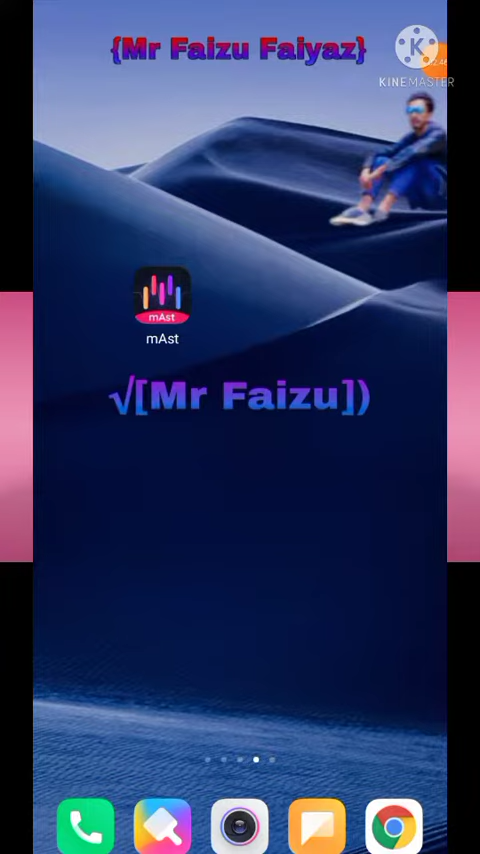 {Mr Faizu Faiyaz}
KINEMASTER
mAst
mAst
√[Mr Faizu])